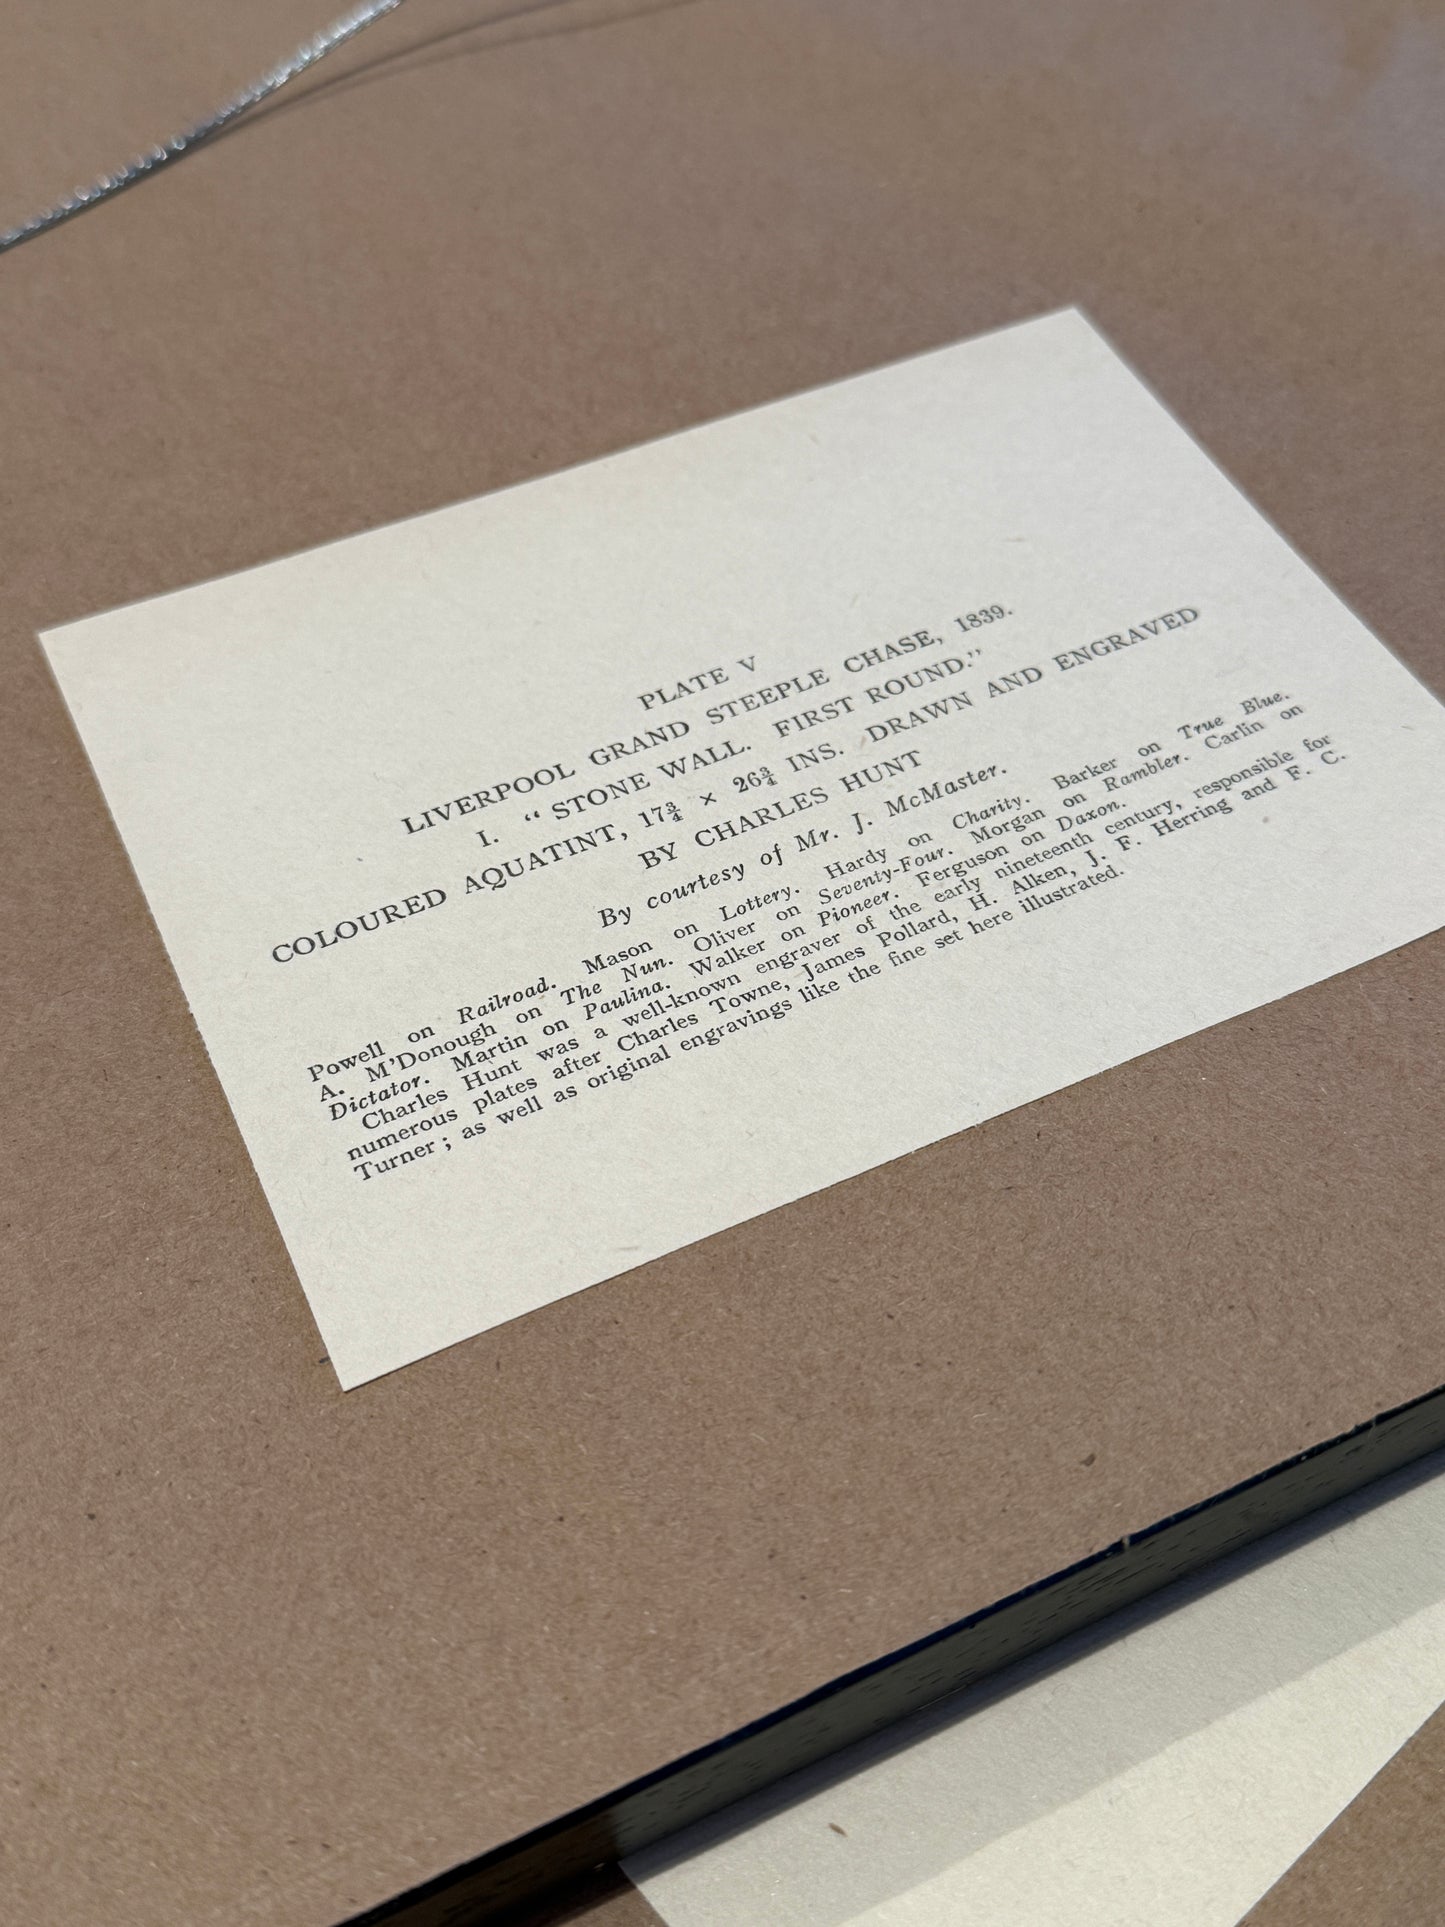 PLATE V
LIVERPOOL GRAND STEEPLE CHASE, 1839.
I. “ STONE WALL. FIRST ROUND.”
COLOURED AQUATINT, 17¾ × 26¾ INS. DRAWN AND ENGRAVED
BY CHARLES HUNT
By courtesy of Mr. J. McMaster.
Powell on Railroad. Mason on Lottery. Hardy on Charity. Barker on True Blue.
A. M’Donough on The Nun. Oliver on Seventy-Four. Morgan on Rambler. Carlin on
Dictator. Martin on Paulina. Walker on Pioneer. Ferguson on Daxon.
Charles Hunt was a well-known engraver of the early nineteenth century, responsible for
numerous plates after Charles Towne, James Pollard, H. Alken, J. F. Herring and F. C.
Turner ; as well as original engravings like the fine set here illustrated.